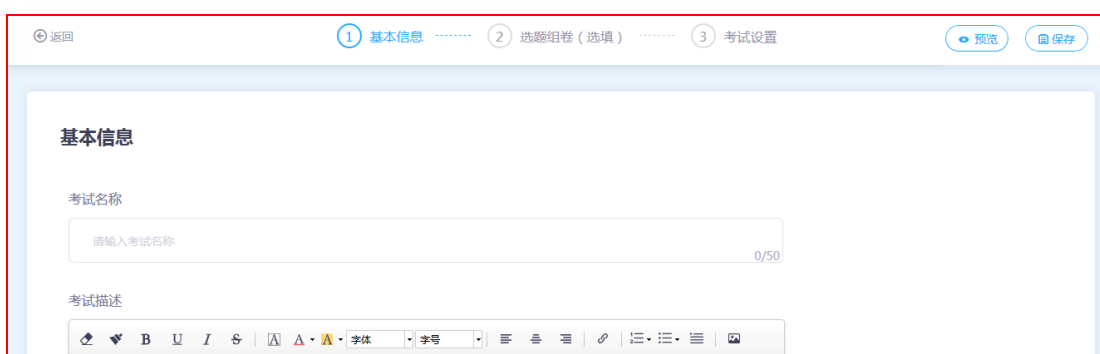 返回 1 基本信息 2 选题组卷 ( 选填 ) 3 考试设置 预览 保存
基本信息
考试名称
请输入考试名称
0/50
考试描述
B U I S A A A 字体 字号